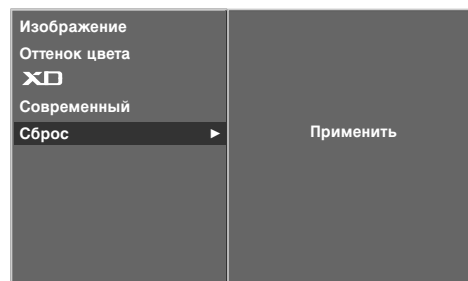 Изображение
Оттенок цвета
XD
Современный
Сброс ►
Применить